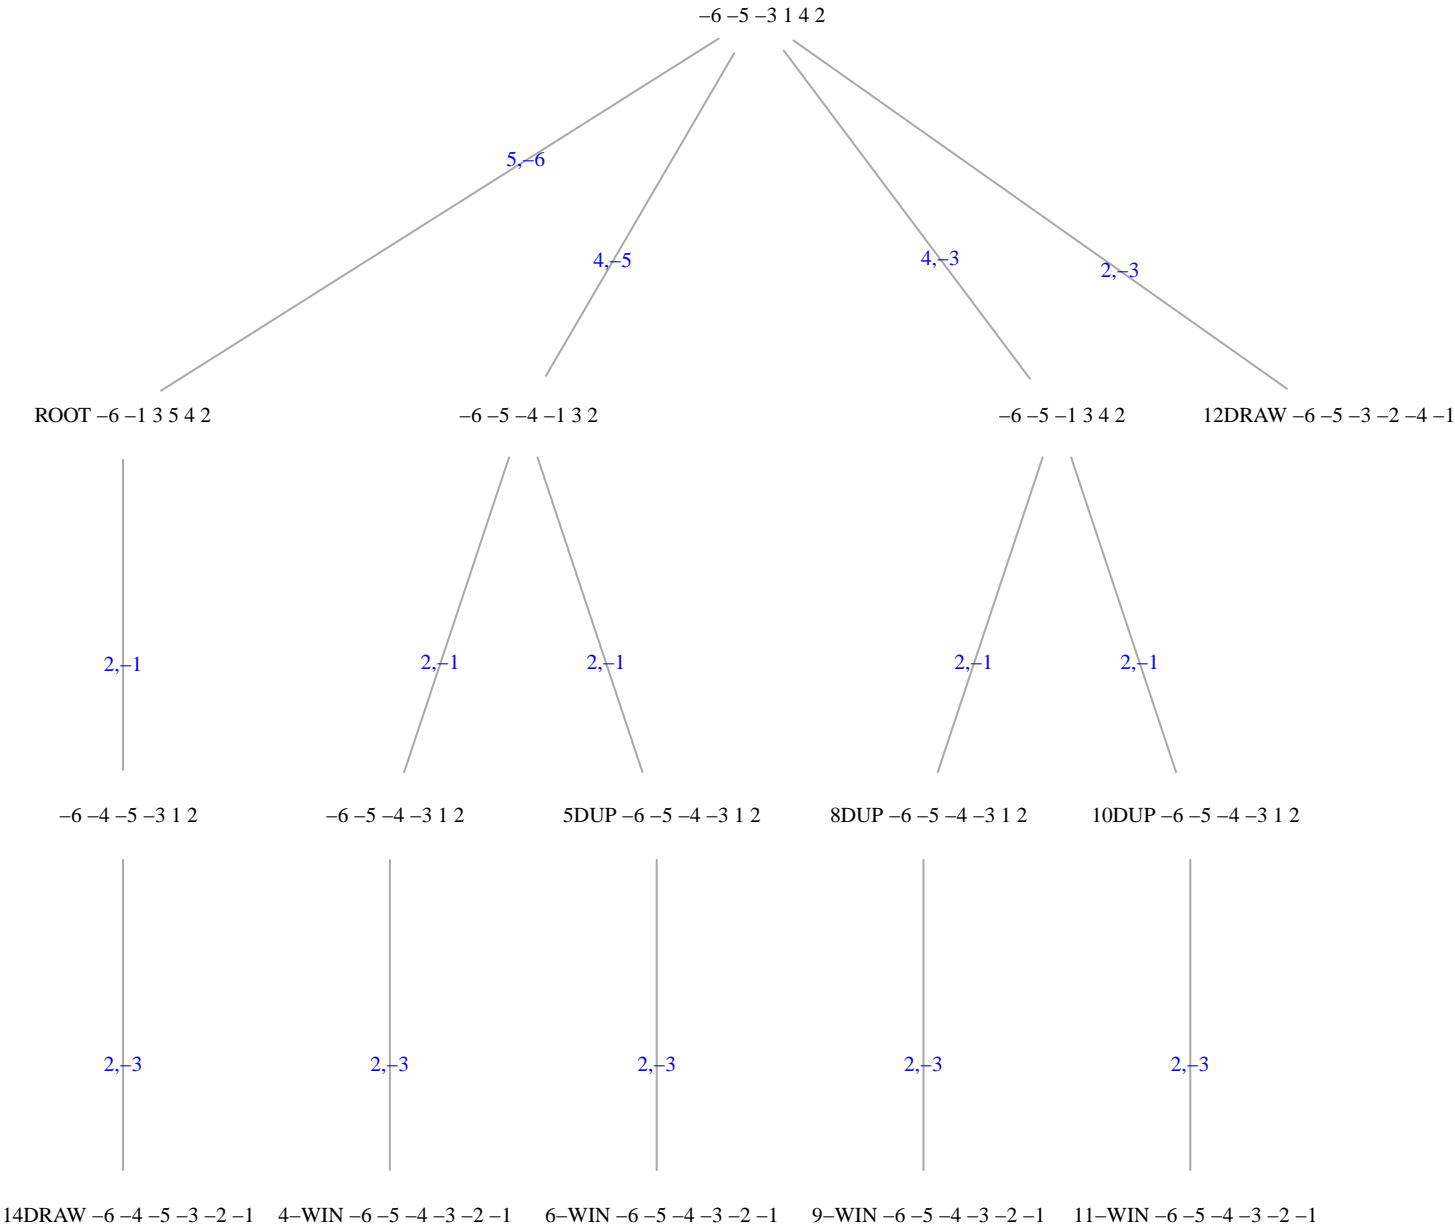 –6 –5 –3 1 4 2
5,–6
4,–5
4,–3
2,–3
ROOT –6 –1 3 5 4 2
–6 –5 –4 –1 3 2
–6 –5 –1 3 4 2
12DRAW –6 –5 –3 –2 –4 –1
2,–1
2,–1
2,–1
2,–1
2,–1
–6 –4 –5 –3 1 2
–6 –5 –4 –3 1 2
5DUP –6 –5 –4 –3 1 2
8DUP –6 –5 –4 –3 1 2
10DUP –6 –5 –4 –3 1 2
2,–3
2,–3
2,–3
2,–3
2,–3
14DRAW –6 –4 –5 –3 –2 –1
4–WIN –6 –5 –4 –3 –2 –1
6–WIN –6 –5 –4 –3 –2 –1
9–WIN –6 –5 –4 –3 –2 –1
11–WIN –6 –5 –4 –3 –2 –1